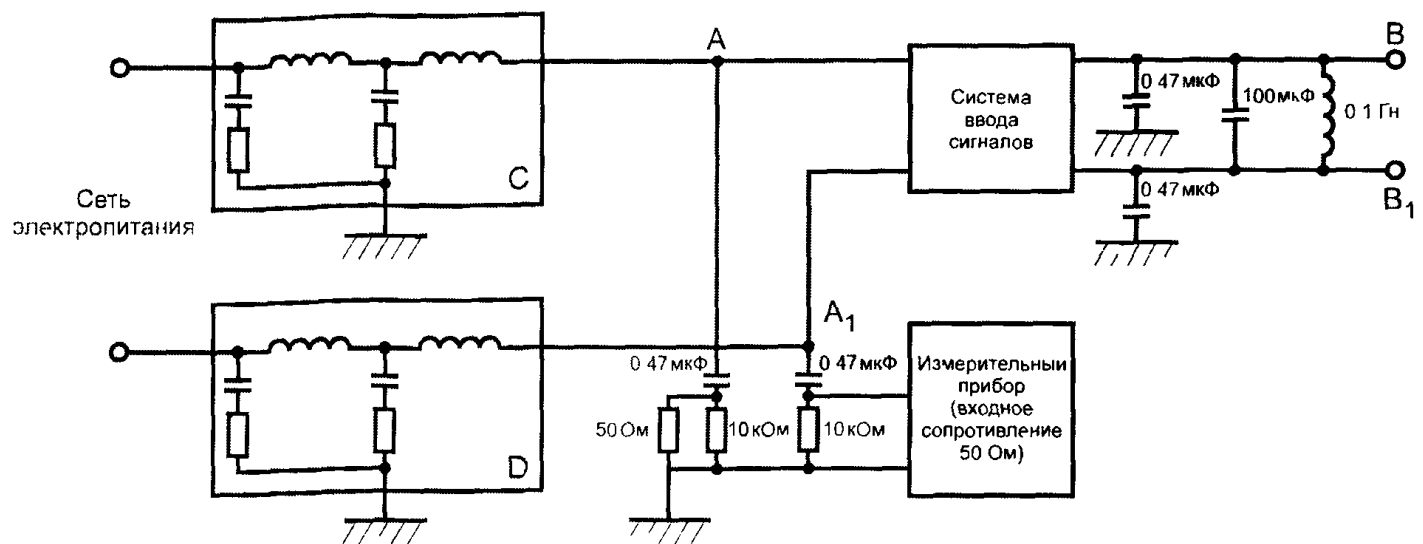 A
B
0 47 мкФ
100 мкФ
0 1 Гн
Система
ввода
сигналов
C
0 47 мкФ
B1
Сеть
электропитания
A1
0 47 мкФ
0 47 мкФ
Измерительный
прибор
(входное
сопротивление
50 Ом)
50 Ом
10 кОм
10 кОм
D